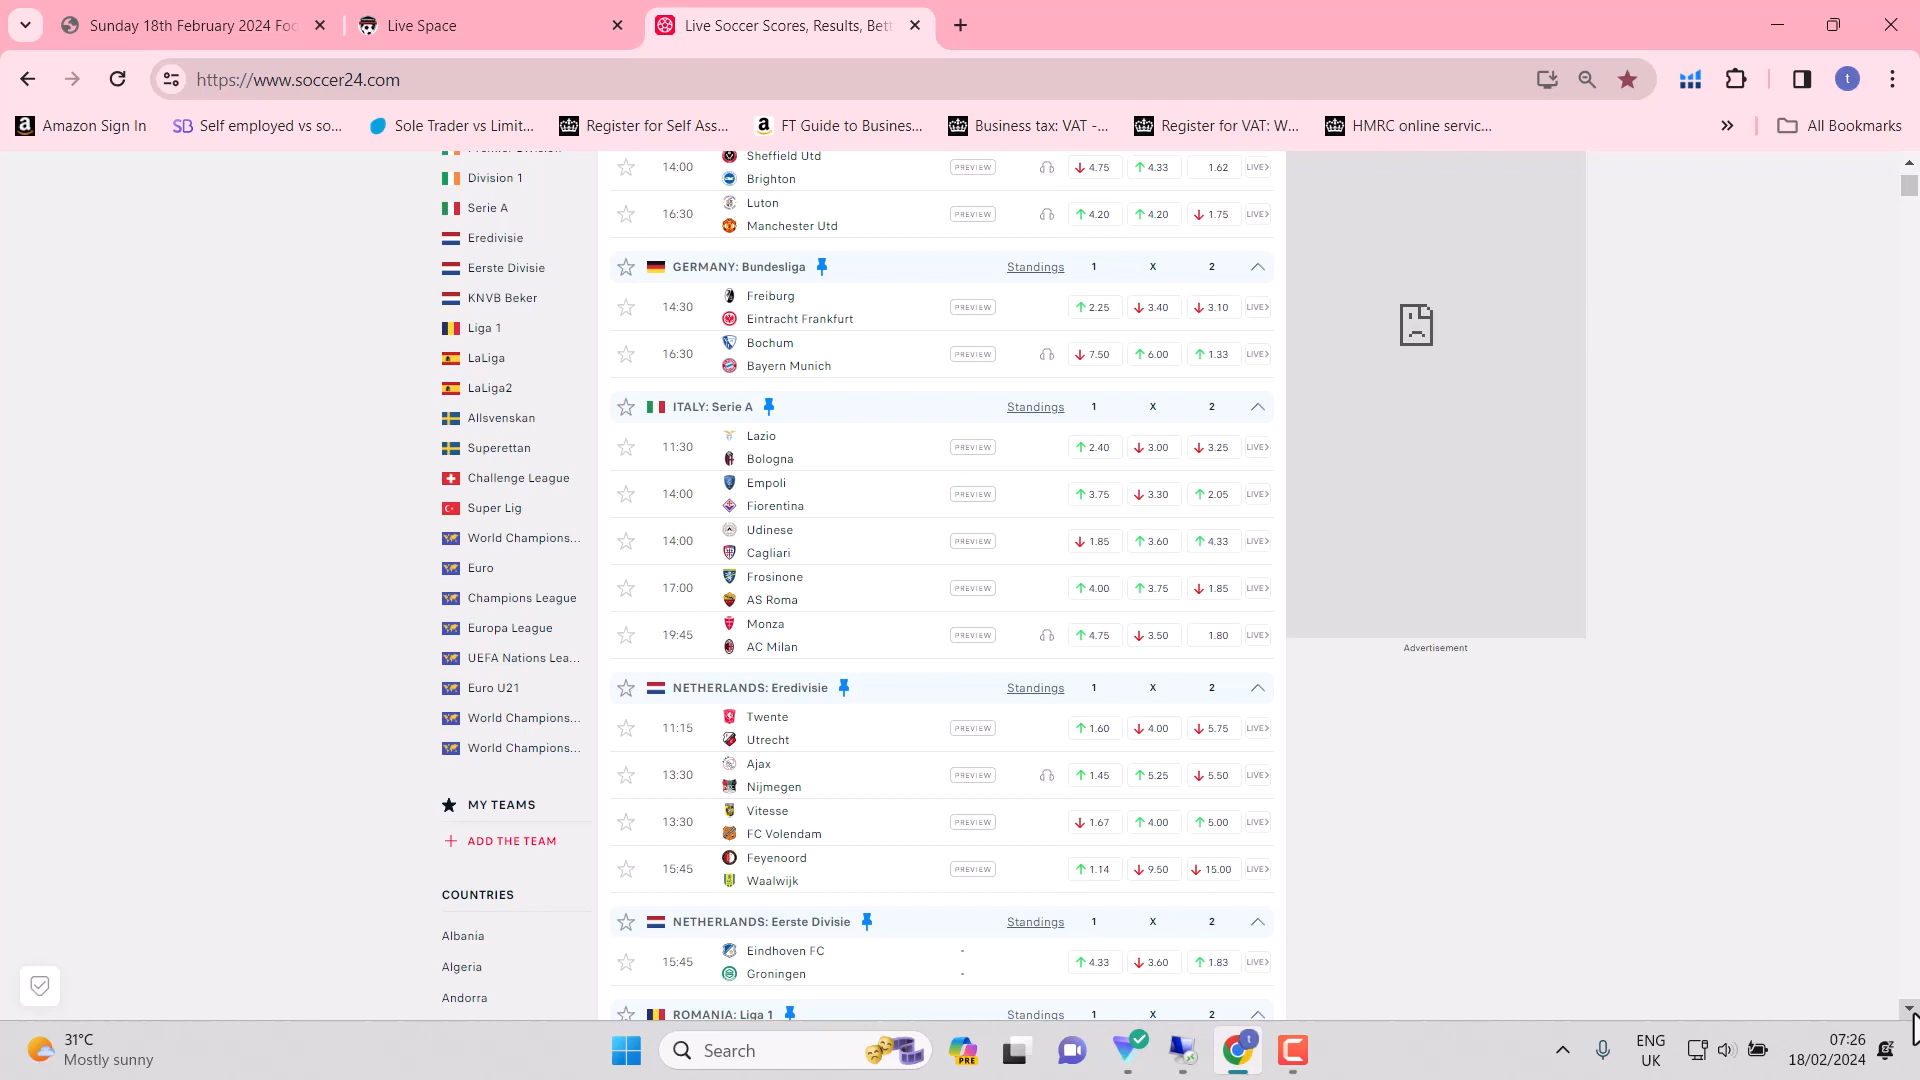 Sunday 18th February 2024 Foo
Live Space
Live Soccer Scores, Results, Bett
https://www.soccer24.com
t
Amazon Sign In
Self employed vs so...
Sole Trader vs Limit...
Register for Self Ass...
FT Guide to Busines...
Business tax: VAT -...
Register for VAT: W...
HMRC online servic...
All Bookmarks
Division 1
Serie A
Eredivisie
Eerste Divisie
KNVB Beker
Liga 1
LaLiga
LaLiga2
Allsvenskan
Superettan
Challenge League
Super Lig
World Champions...
Euro
Champions League
Europa League
UEFA Nations Lea...
Euro U21
World Champions...
World Champions...
MY TEAMS
ADD THE TEAM
COUNTRIES
Albania
Algeria
Andorra
14:00 Sheffield Utd PREVIEW 4.75 4.33 1.62 LIVE
Brighton
16:30 Luton PREVIEW 4.20 4.20 1.75 LIVE
Manchester Utd
GERMANY: Bundesliga Standings 1 X 2
14:30 Freiburg PREVIEW 2.25 3.40 3.10 LIVE
Eintracht Frankfurt
16:30 Bochum PREVIEW 7.50 6.00 1.33 LIVE
Bayern Munich
ITALY: Serie A Standings 1 X 2
11:30 Lazio PREVIEW 2.40 3.00 3.25 LIVE
Bologna
14:00 Empoli PREVIEW 3.75 3.30 2.05 LIVE
Fiorentina
14:00 Udinese PREVIEW 1.85 3.60 4.33 LIVE
Cagliari
17:00 Frosinone PREVIEW 4.00 3.75 1.85 LIVE
AS Roma
19:45 Monza PREVIEW 4.75 3.50 1.80 LIVE
AC Milan
NETHERLANDS: Eredivisie Standings 1 X 2
11:15 Twente PREVIEW 1.60 4.00 5.75 LIVE
Utrecht
13:30 Ajax PREVIEW 1.45 5.25 5.50 LIVE
Nijmegen
13:30 Vitesse PREVIEW 1.67 4.00 5.00 LIVE
FC Volendam
15:45 Feyenoord PREVIEW 1.14 9.50 15.00 LIVE
Waalwijk
NETHERLANDS: Eerste Divisie Standings 1 X 2
15:45 Eindhoven FC - 4.33 3.60 1.83 LIVE
Groningen -
ROMANIA: Liga 1 Standings 1 X 2
Advertisement
31°C
Mostly sunny
Search
PRE
ENG
UK
07:26
18/02/2024